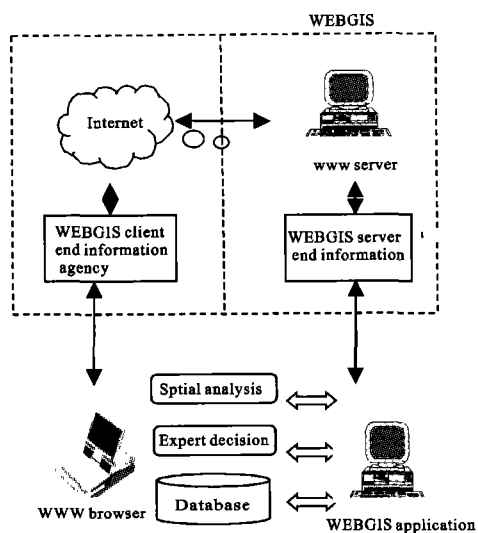 WEBGIS
Internet
www server
WEBGIS client
end information
agency
WEBGIS server
end information
Sptial analysis
Expert decision
Database
WWW browser
WEBGIS application